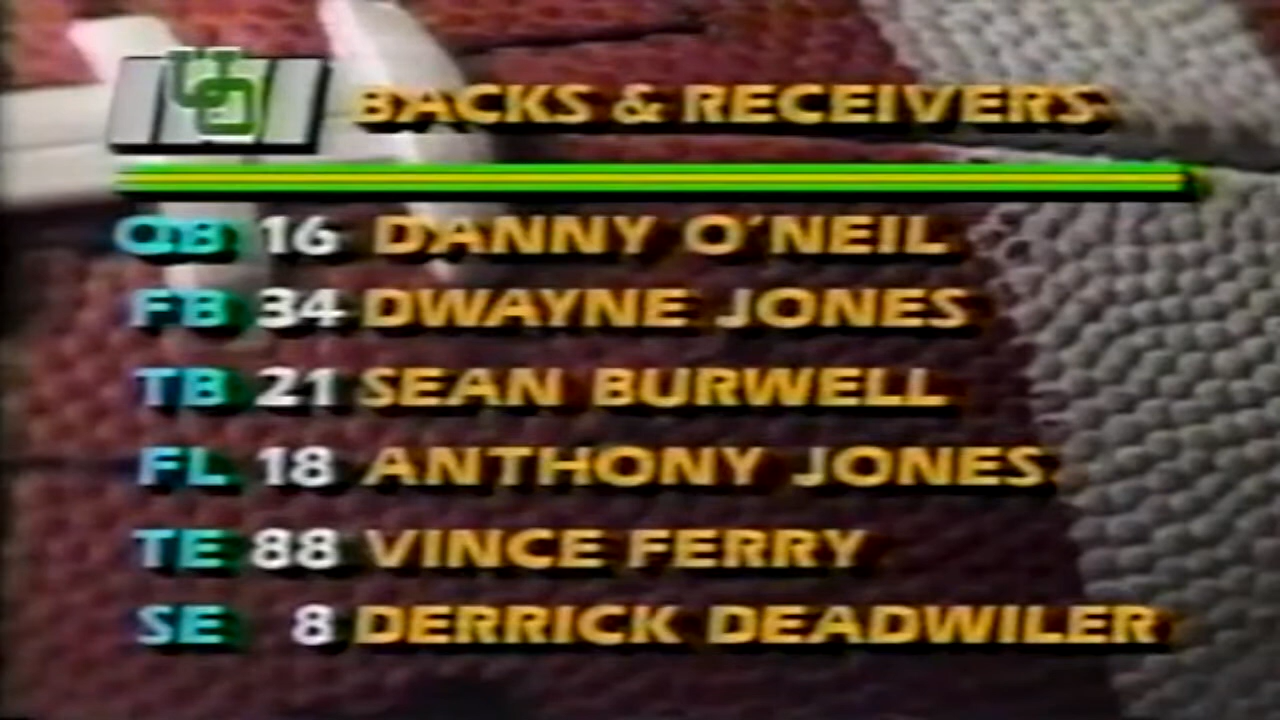 UO BACKS & RECEIVERS
QB 16 DANNY O'NEIL
FB 34 DWAYNE JONES
TB 21 SEAN BURWELL
FL 18 ANTHONY JONES
TE 88 VINCE FERRY
SE 8 DERRICK DEADWILER